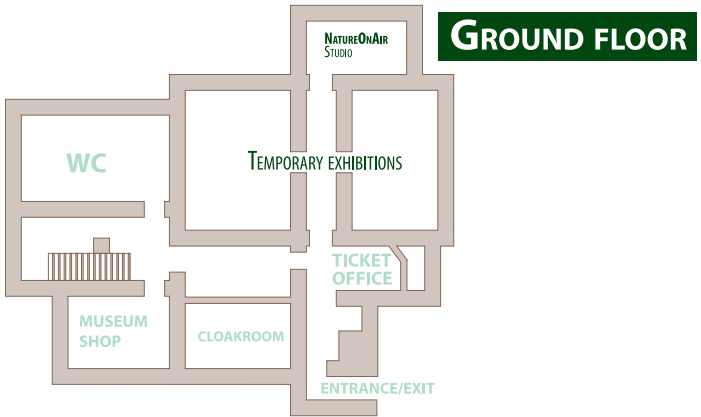 GROUND FLOOR
NATUREONAIR
STUDIO
TEMPORARY EXHIBITIONS
WC
TICKET
OFFICE
MUSEUM
SHOP
CLOAKROOM
ENTRANCE/EXIT